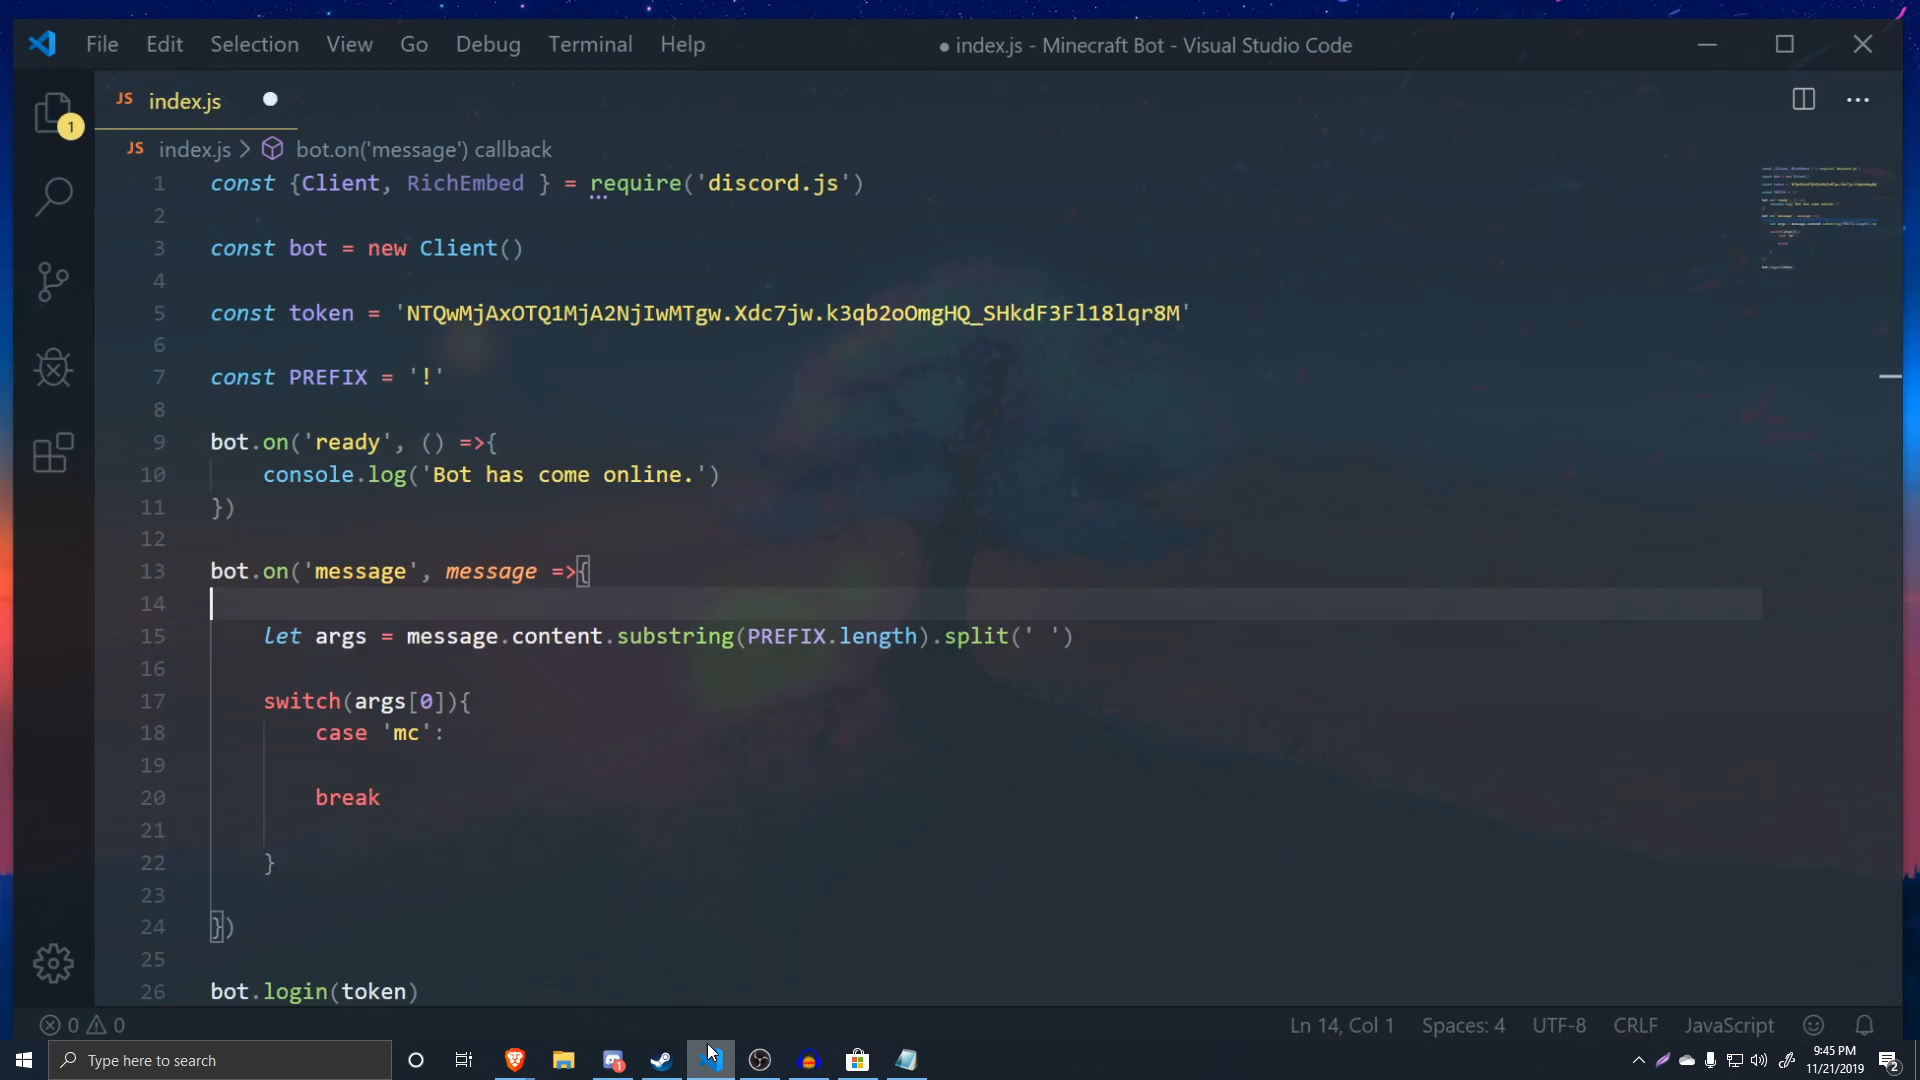 File Edit Selection View Go Debug Terminal Help
● index.js - Minecraft Bot - Visual Studio Code
JS index.js
1
JS index.js > bot.on('message') callback
1 const {Client, RichEmbed } = require('discord.js')
2
3 const bot = new Client()
4
5 const token = 'NTQwMjAxOTQ1MjA2NjIwMTgw.Xdc7jw.k3qb2oOmgHQ_SHkdF3Fl18lqr8M'
6
7 const PREFIX = '!'
8
9 bot.on('ready', () =>{
10 console.log('Bot has come online.')
11 })
12
13 bot.on('message', message =>{
14
15 let args = message.content.substring(PREFIX.length).split(' ')
16
17 switch(args[0]){
18 case 'mc':
19
20 break
21
22 }
23
24 })
25
26 bot.login(token)
0 0
Ln 14, Col 1 Spaces: 4 UTF-8 CRLF JavaScript
Type here to search
1
9:45 PM
11/21/2019
2